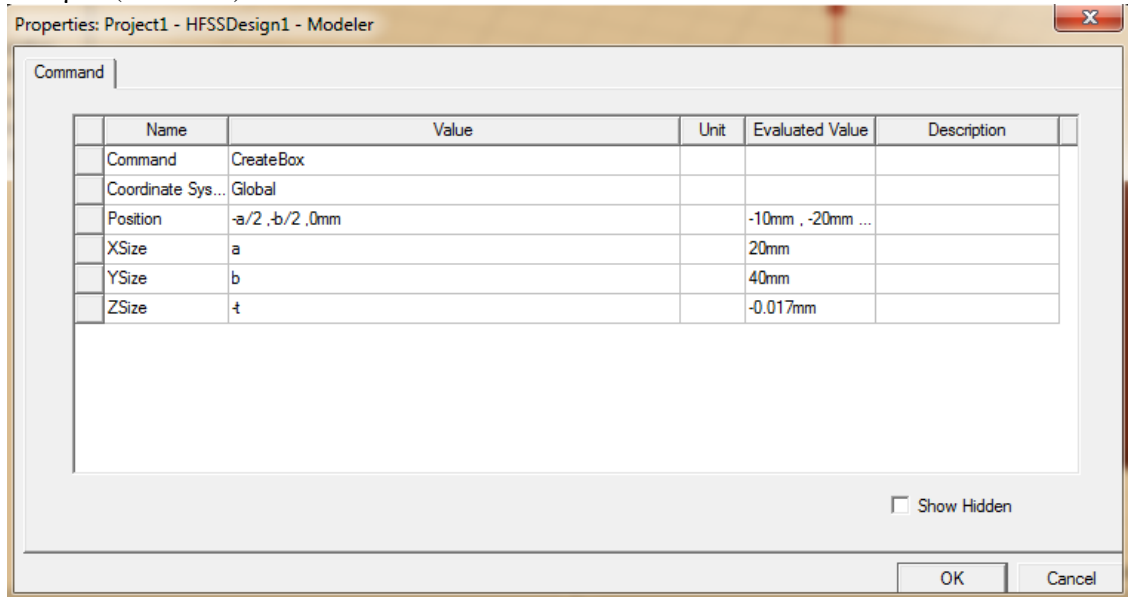 Properties: Project1 - HFSSDesign1 - Modeler
Command
Name Value Unit Evaluated Value Description
Command CreateBox
Coordinate Sys... Global
Position -a/2 ,-b/2 ,0mm -10mm , -20mm ...
XSize a 20mm
YSize b 40mm
ZSize -t -0.017mm
Show Hidden
OK Cancel